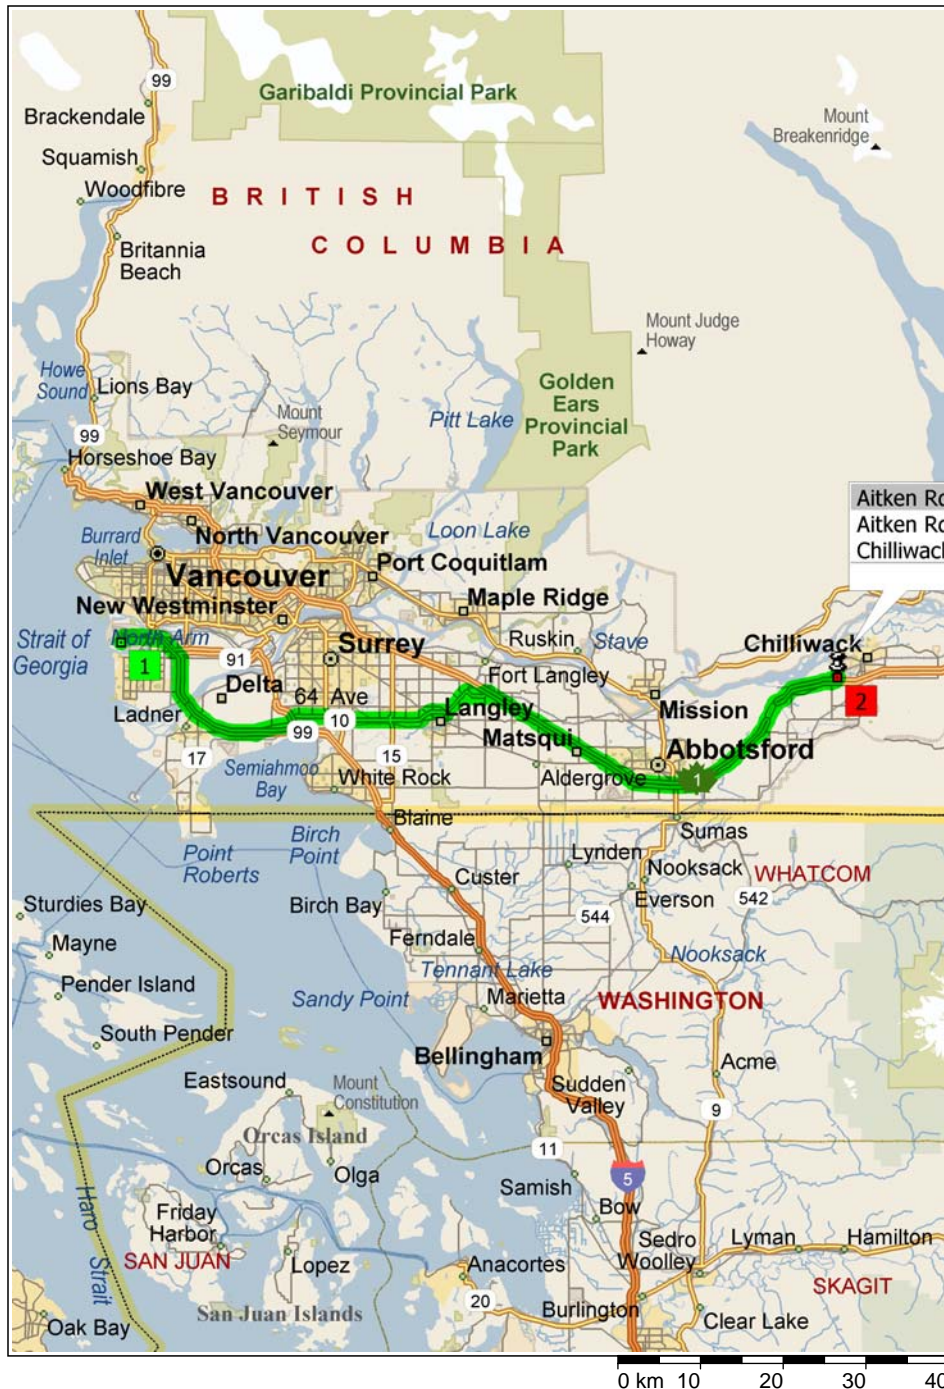 99
Garibaldi Provincial Park
Brackendale
Mount
Breakenridge
Squamish
Woodfibre
BRITISH
COLUMBIA
Britannia
Beach
Mount Judge
Howay
Howe
Sound
Lions Bay
Golden
Ears
Provincial
Park
Mount
Seymour
Pitt Lake
99
Horseshoe Bay
West Vancouver
Aitken Rd
Aitken Rd
Chilliwack
North Vancouver
Loon Lake
Burrard
Inlet
Vancouver
Port Coquitlam
New Westminster
Maple Ridge
Strait of
Georgia
North Arm
Surrey
Ruskin
Stave
Chilliwack
1
91
Fort Langley
Delta
64 Ave
2
Ladner
10
Langley
Mission
99
Matsqui
Abbotsford
17
15
Semiahmoo
Bay
White Rock
Aldergrove
1
Blaine
Sumas
Birch
Point
Point
Roberts
Lynden
Nooksack
WHATCOM
Custer
Everson
542
Birch Bay
544
Sturdies Bay
Mayne
Ferndale
Nooksack
Tennant Lake
Pender Island
Sandy Point
Marietta
WASHINGTON
South Pender
Bellingham
Acme
Eastsound
Mount
Constitution
Sudden
Valley
9
Orcas Island
11
Orcas
Olga
5
Samish
Haro
Strait
Friday
Harbor
Bow
Sedro
Woolley
Lyman
Hamilton
SAN JUAN
Lopez
Anacortes
SKAGIT
San Juan Islands
20
Burlington
Clear Lake
Oak Bay
0 km 10 20 30 40